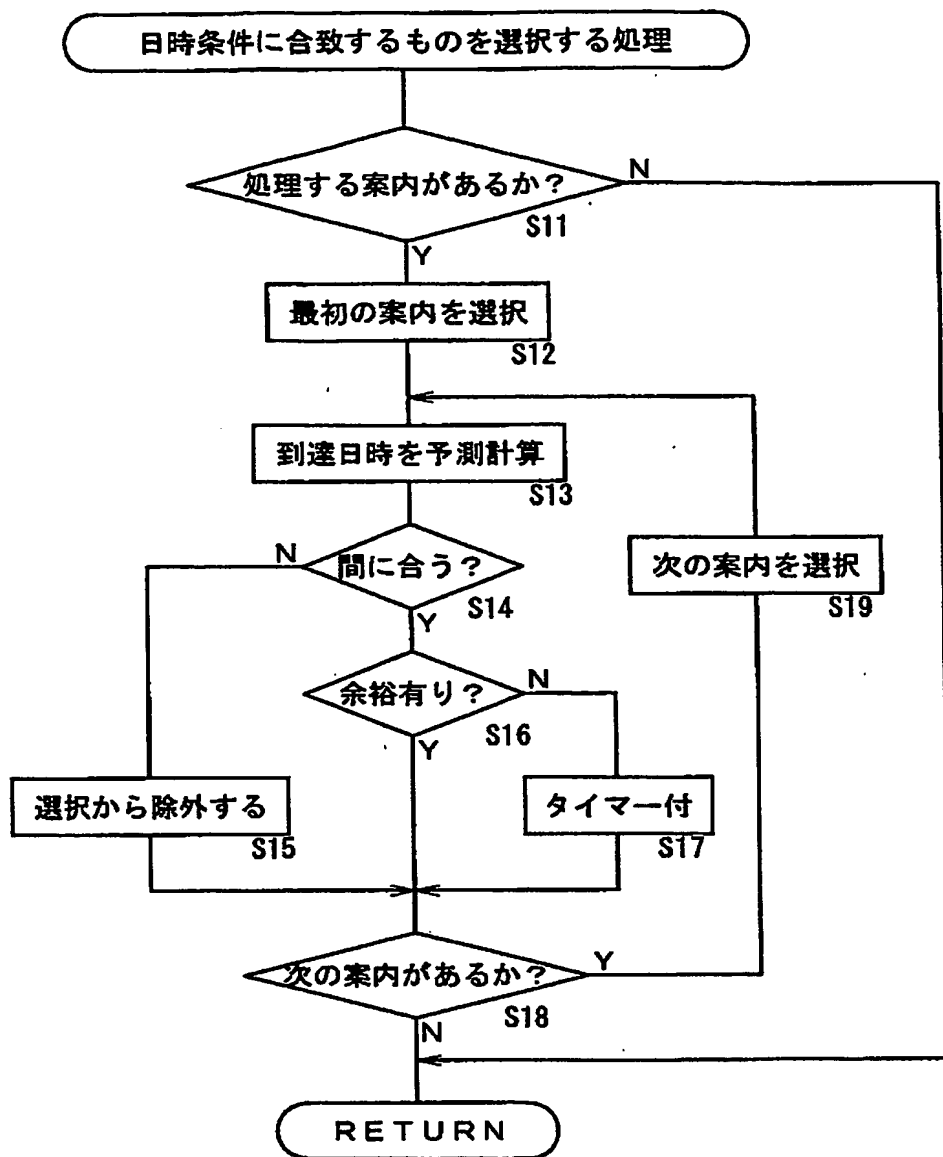 日時条件に合致するものを選択する処理
処理する案内があるか?
N
S11
Y
最初の案内を選択
S12
到達日時を予測計算
S13
N
間に合う?
S14
Y
次の案内を選択
S19
余裕有り?
N
S16
Y
選択から除外する
S15
タイマー付
S17
次の案内があるか?
Y
S18
N
RETURN